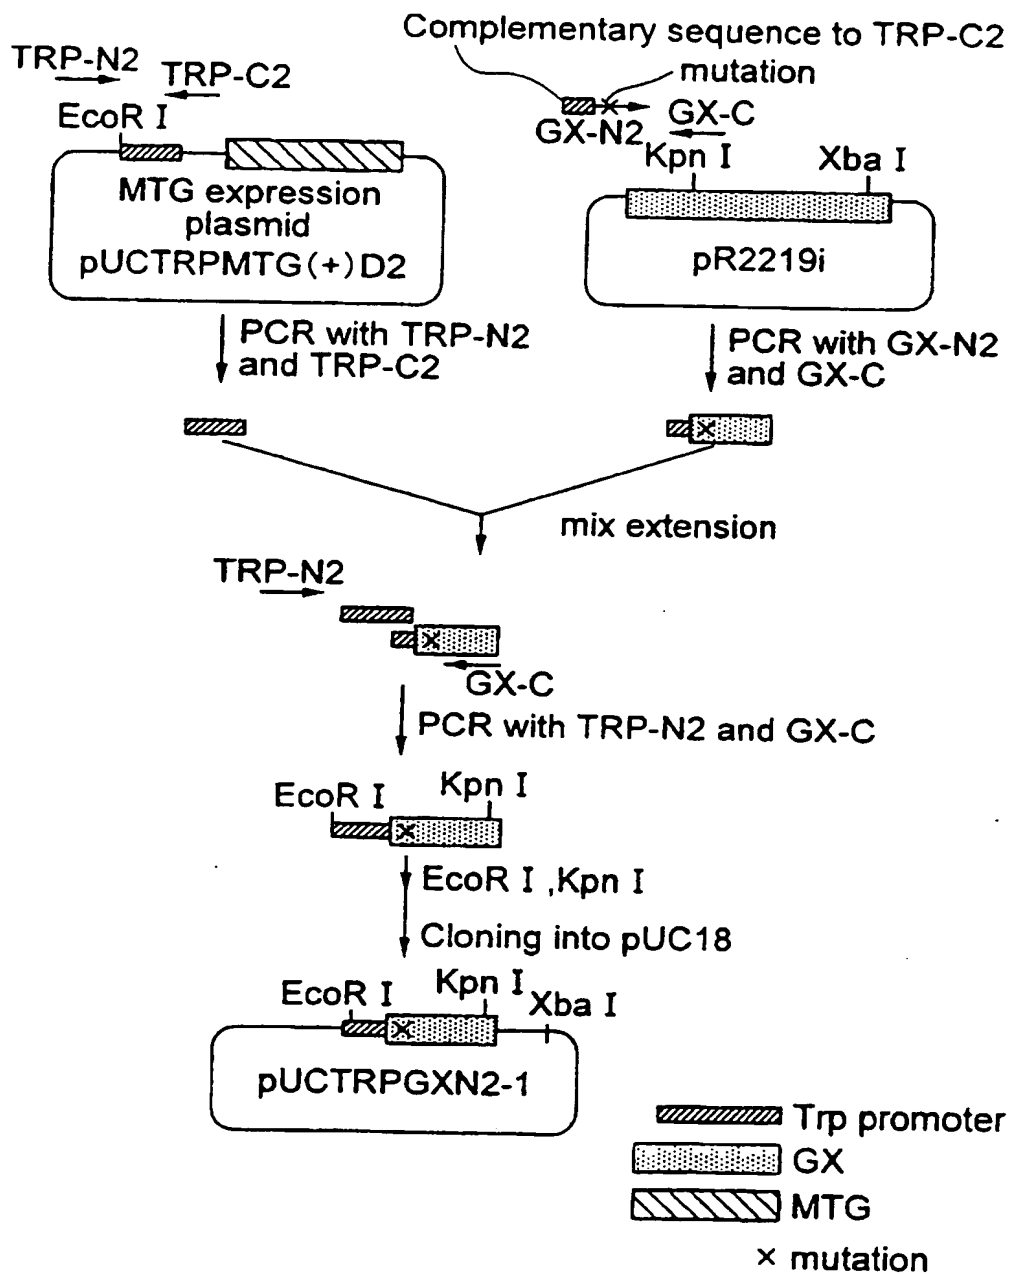 Complementary sequence to TRP-C2
mutation
TRP-N2
TRP-C2
EcoR I
GX-N2
GX-C
Kpn I
Xba I
MTG expression
plasmid
pUCTRPMTG(+)D2
pR2219i
PCR with TRP-N2
and TRP-C2
PCR with GX-N2
and GX-C
mix extension
TRP-N2
GX-C
PCR with TRP-N2 and GX-C
EcoR I
Kpn I
EcoR I ,Kpn I
Cloning into pUC18
EcoR I
Kpn I
Xba I
pUCTRPGXN2-1
Trp promoter
GX
MTG
× mutation